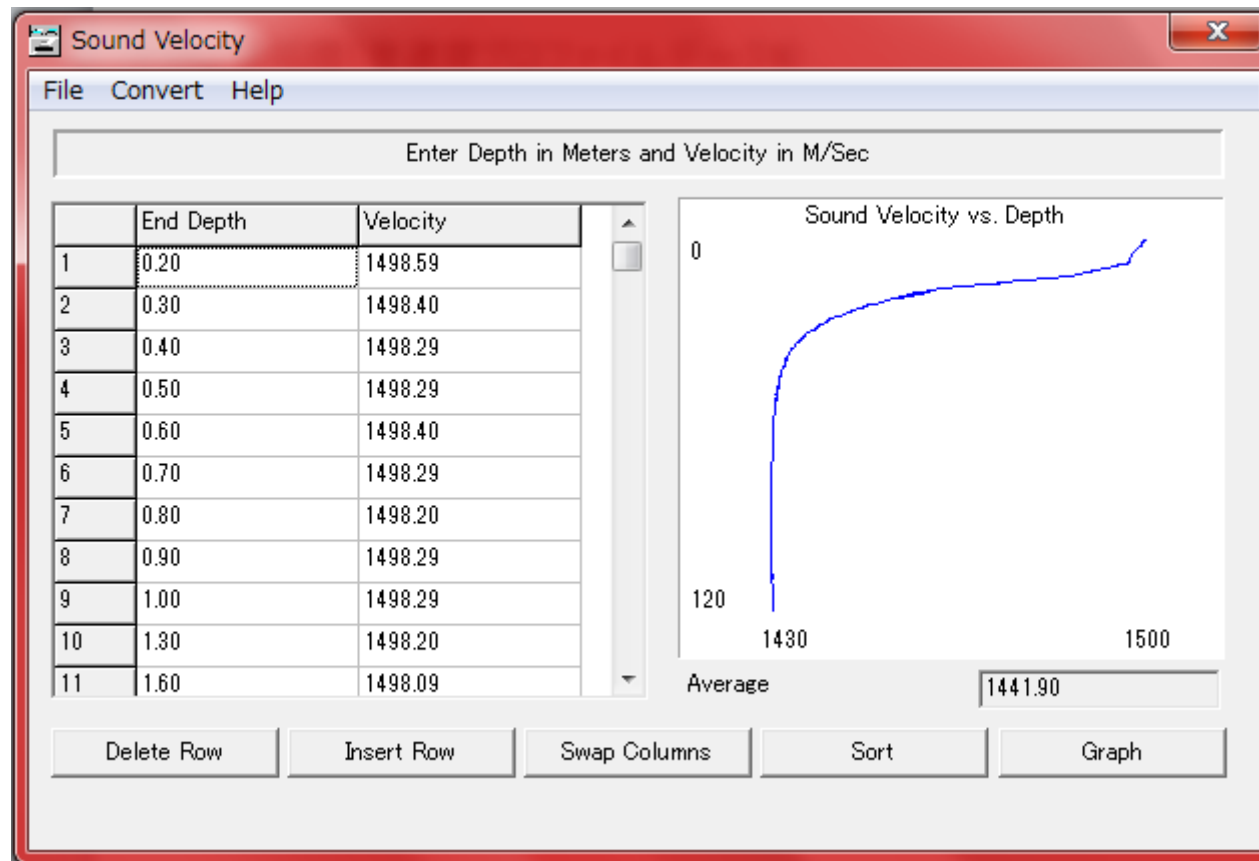 Sound Velocity
File Convert Help
Enter Depth in Meters and Velocity in M/Sec
End Depth Velocity
1 0.20 1498.59
2 0.30 1498.40
3 0.40 1498.29
4 0.50 1498.29
5 0.60 1498.40
6 0.70 1498.29
7 0.80 1498.20
8 0.90 1498.29
9 1.00 1498.29
10 1.30 1498.20
11 1.60 1498.09
Sound Velocity vs. Depth
0
120
1430 1500
Average 1441.90
Delete Row Insert Row Swap Columns Sort Graph